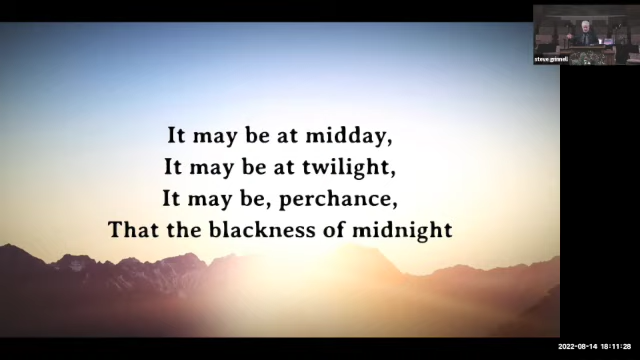 steve grinnell
It may be at midday,
It may be at twilight,
It may be, perchance,
That the blackness of midnight
2022-08-14 18:11:28